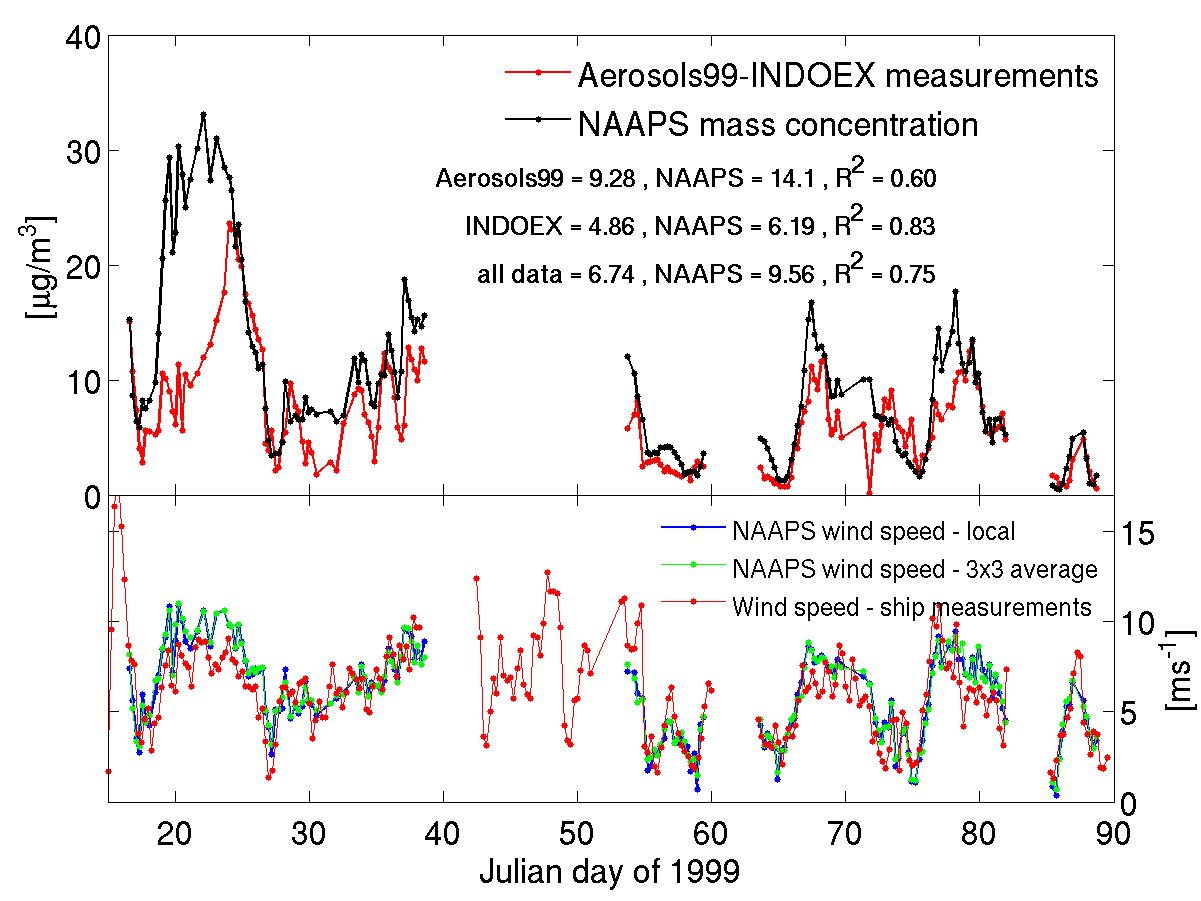 40
Aerosols99-INDOEX measurements
NAAPS mass concentration
30
Aerosols99 = 9.28 , NAAPS = 14.1 , R² = 0.60
INDOEX = 4.86 , NAAPS = 6.19 , R² = 0.83
[µg/m³]
20
all data = 6.74 , NAAPS = 9.56 , R² = 0.75
10
0
NAAPS wind speed - local
15
NAAPS wind speed - 3x3 average
Wind speed - ship measurements
10
[ms⁻¹]
5
0
20 30 40 50 60 70 80 90
Julian day of 1999